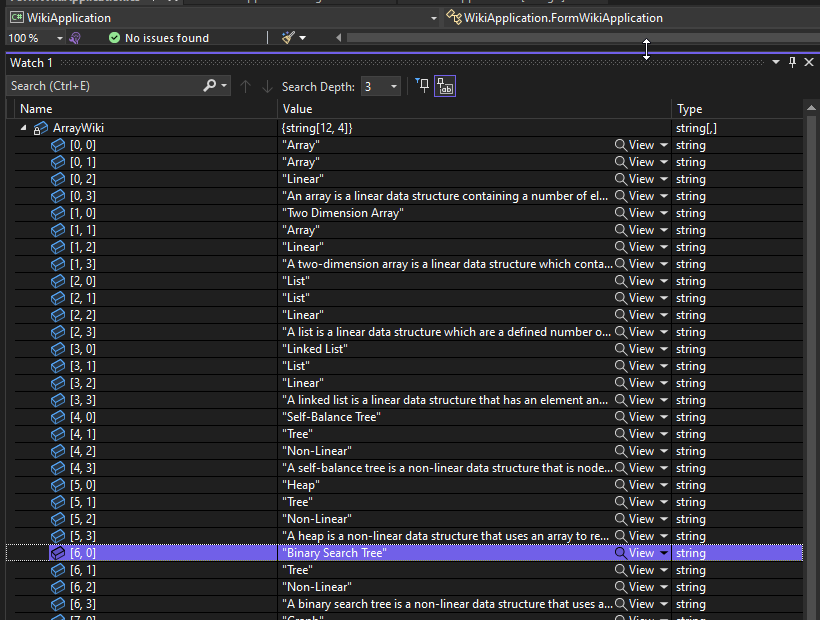 WikiApplication WikiApplication.FormWikiApplication
100 % No issues found
Watch 1
Search (Ctrl+E) Search Depth: 3
Name Value Type
ArrayWiki {string[12, 4]} string[,]
[0, 0] "Array" View string
[0, 1] "Array" View string
[0, 2] "Linear" View string
[0, 3] "An array is a linear data structure containing a number of el... View string
[1, 0] "Two Dimension Array" View string
[1, 1] "Array" View string
[1, 2] "Linear" View string
[1, 3] "A two-dimension array is a linear data structure which conta... View string
[2, 0] "List" View string
[2, 1] "List" View string
[2, 2] "Linear" View string
[2, 3] "A list is a linear data structure which are a defined number o... View string
[3, 0] "Linked List" View string
[3, 1] "List" View string
[3, 2] "Linear" View string
[3, 3] "A linked list is a linear data structure that has an element an... View string
[4, 0] "Self-Balance Tree" View string
[4, 1] "Tree" View string
[4, 2] "Non-Linear" View string
[4, 3] "A self-balance tree is a non-linear data structure that is node... View string
[5, 0] "Heap" View string
[5, 1] "Tree" View string
[5, 2] "Non-Linear" View string
[5, 3] "A heap is a non-linear data structure that uses an array to re... View string
[6, 0] "Binary Search Tree" View string
[6, 1] "Tree" View string
[6, 2] "Non-Linear" View string
[6, 3] "A binary search tree is a non-linear data structure that uses a... View string